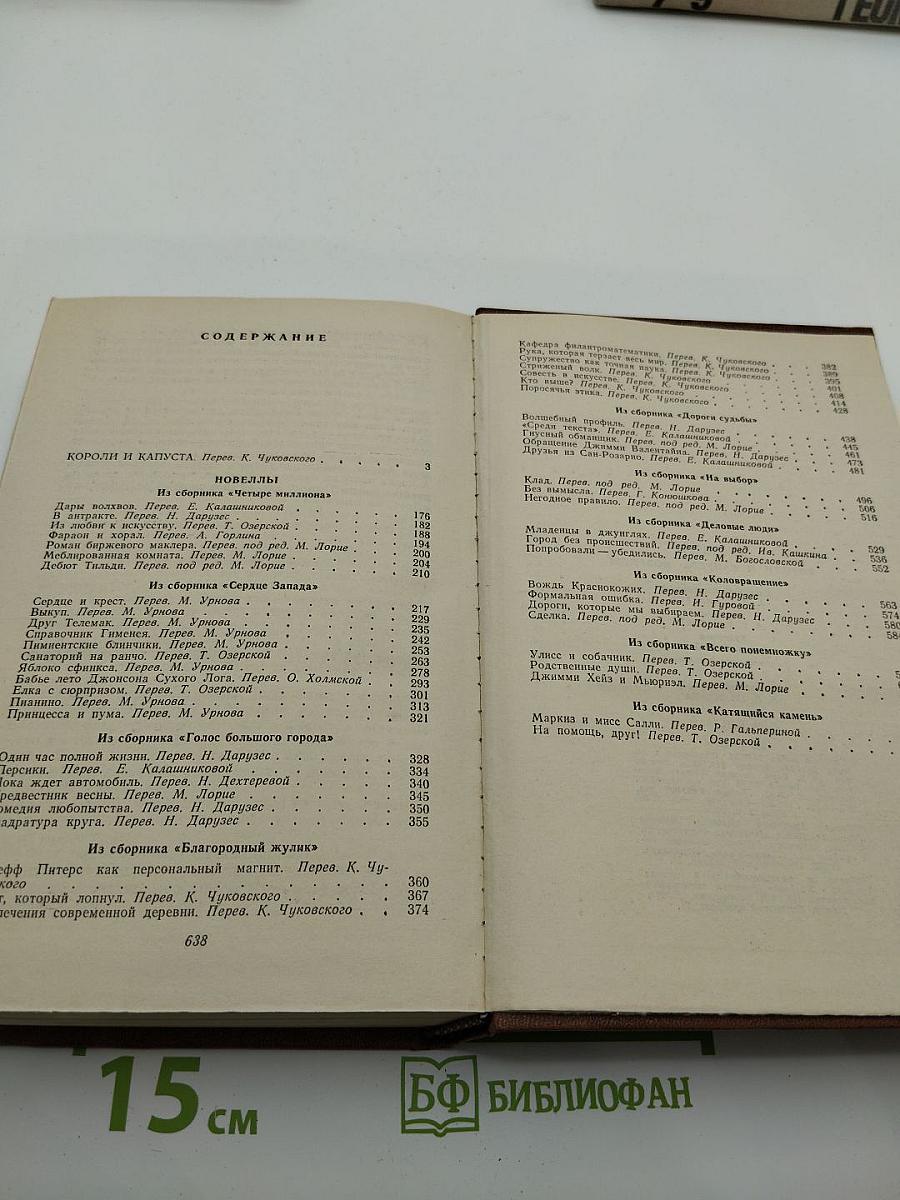 СОДЕРЖАНИЕ
КОРОЛИ И КАПУСТА. Перев. К. Чуковского . . . . . 3
НОВЕЛЛЫ
Из сборника «Четыре миллиона»
Дары волхвов. Перев. Е. Калашниковой
В антракте. Перев. Н. Дарузес . . . . . . 176
Из любви к искусству. Перев. Т. Озерской . . . . 182
Фараон и хорал. Перев. А. Горлина . . . . . 188
Роман биржевого маклера. Перев. под ред. М. Лорие . 194
Меблированная комната. Перев. М. Лорие . . . . 200
Дебют Тильди. Перев. под ред. М. Лорие . . . . 204
210
Из сборника «Сердце Запада»
Сердце и крест. Перев. М. Урнова . . . . . 217
Выкуп. Перев. М. Урнова . . . . . . 229
Друг Телемак. Перев. М. Урнова . . . . . 235
Справочник Гименея. Перев. М. Урнова . . . . 242
Пимиентские блинчики. Перев. М. Урнова . . . . 253
Санаторий на ранчо. Перев. Т. Озерской . . . . 263
Яблоко сфинкса. Перев. М. Урнова . . . . . 278
Бабье лето Джонсона Сухого Лога. Перев. О. Холмской . 293
Елка с сюрпризом. Перев. Т. Озерской . . . . 301
Пианино. Перев. М. Урнова . . . . . . 313
Принцесса и пума. Перев. М. Урнова . . . . 321
Из сборника «Голос большого города»
Один час полной жизни. Перев. Н. Дарузес . . . . 328
Персики. Перев. Е. Калашниковой . . . . . 334
Пока ждет автомобиль. Перев. Н. Дехтеревой . . . . 340
редвестник весны. Перев. М. Лорие . . . . . 345
омедия любопытства. Перев. Н. Дарузес . . . . 350
адратура круга. Перев. Н. Дарузес . . . . . 355
Из сборника «Благородный жулик»
ефф Питерс как персональный магнит. Перев. К. Чу-
ского . . . . . . . . . . . . 360
т, который лопнул. Перев. К. Чуковского . . . . 367
лечения современной деревни. Перев. К. Чуковского . . 374
638
Кафедра филантроматематики. Перев. К. Чуковского . . . 382
Рука, которая терзает весь мир. Перев. К. Чуковского . . . 389
Супружество как точная наука. Перев. К. Чуковского . . . 395
Стриженый волк. Перев. К. Чуковского . . . . 401
Совесть в искусстве. Перев. К. Чуковского . . . . 408
Кто выше? Перев. К. Чуковского . . . . . 414
Поросячья этика. Перев. К. Чуковского . . . . 428
Из сборника «Дороги судьбы»
Волшебный профиль. Перев. Н. Дарузес . . . . 438
«Среди текста». Перев. Е. Калашниковой . . . . 445
Гнусный обманщик. Перев. под ред. М. Лорие . . . 461
Обращение Джимми Валентайна. Перев. Н. Дарузес . . . 473
Друзья из Сан-Розарио. Перев. Е. Калашниковой . . . 481
Из сборника «На выбор»
Клад. Перев. под ред. М. Лорие . . . . . 496
Без вымысла. Перев. Г. Конюшкова . . . . . 506
Негодное правило. Перев. под ред. М. Лорие . . . . 516
Из сборника «Деловые люди»
Младенцы в джунглях. Перев. Е. Калашниковой . . . 529
Город без происшествий. Перев. под ред. Ив. Кашкина . . 536
Попробовали — убедились. Перев. М. Богословской . . . 552
Из сборника «Коловращение»
Вождь Краснокожих. Перев. Н. Дарузес . . . . 563
Формальная ошибка. Перев. И. Гуровой . . . . 574
Дороги, которые мы выбираем. Перев. Н. Дарузес . . . 580
Сделка. Перев. под ред. М. Лорие . . . . . 58
Из сборника «Всего понемножку»
Улисс и собачник. Перев. Т. Озерской . . . . 5
Родственные души. Перев. Т. Озерской . . . .
Джимми Хейз и Мьюриэл. Перев. М. Лорие . . . .
Из сборника «Катящийся камень»
Маркиз и мисс Салли. Перев. Р. Гальпериной . . . .
На помощь, друг! Перев. Т. Озерской . . . . .
15 см
БФ БИБЛИОФАН